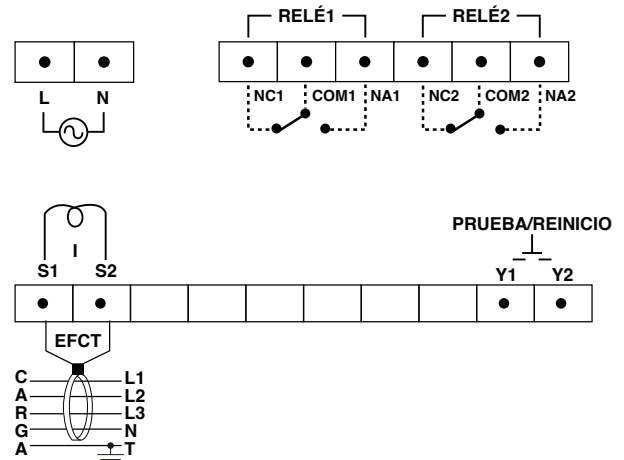 RELÉ1 RELÉ2
L N
NC1 COM1 NA1 NC2 COM2 NA2
I
PRUEBA/REINICIO
S1 S2 Y1 Y2
EFCT
C L1
A L2
R L3
G N
A T